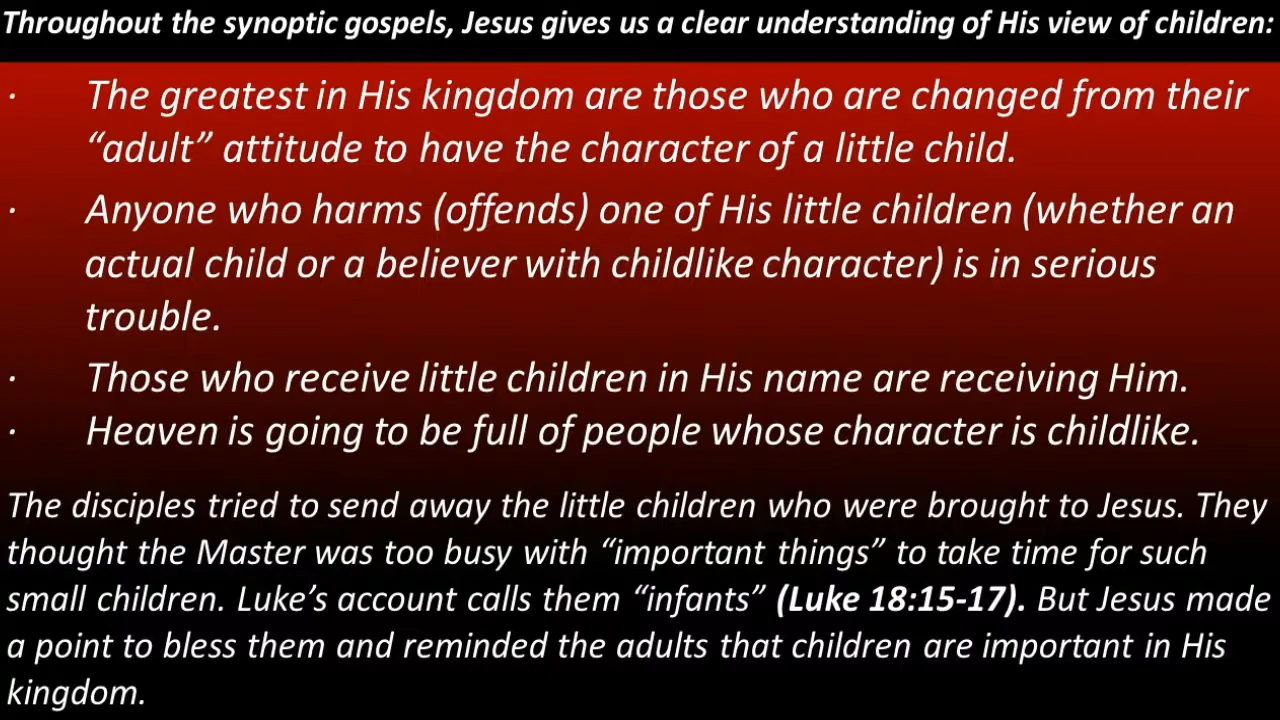 Throughout the synoptic gospels, Jesus gives us a clear understanding of His view of children:
· The greatest in His kingdom are those who are changed from their
“adult” attitude to have the character of a little child.
· Anyone who harms (offends) one of His little children (whether an
actual child or a believer with childlike character) is in serious
trouble.
· Those who receive little children in His name are receiving Him.
· Heaven is going to be full of people whose character is childlike.
The disciples tried to send away the little children who were brought to Jesus. They
thought the Master was too busy with “important things” to take time for such
small children. Luke’s account calls them “infants” (Luke 18:15-17). But Jesus made
a point to bless them and reminded the adults that children are important in His
kingdom.